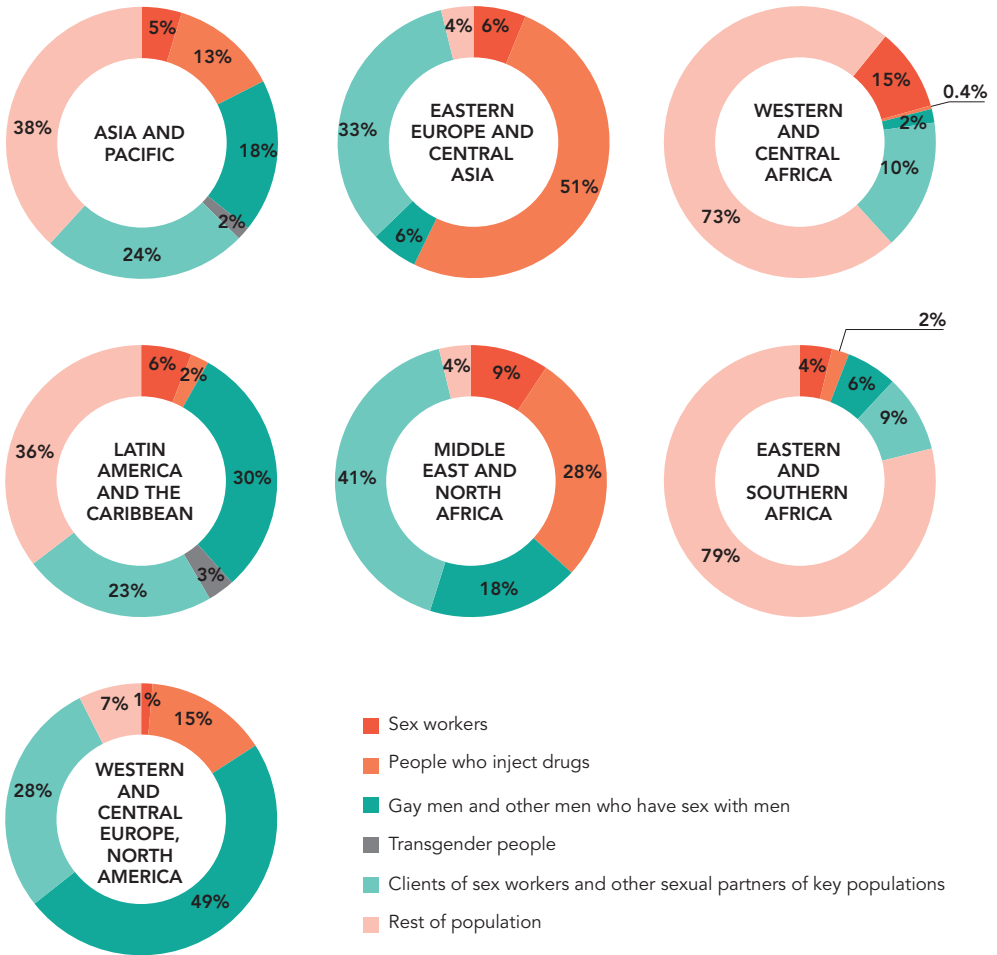 5%
13%
18%
2%
24%
38%
ASIA AND
PACIFIC
4%
6%
51%
6%
33%
EASTERN
EUROPE AND
CENTRAL
ASIA
15%
0.4%
2%
10%
73%
WESTERN
AND
CENTRAL
AFRICA
6%
2%
30%
3%
23%
36%
LATIN
AMERICA
AND THE
CARIBBEAN
4%
9%
28%
18%
41%
MIDDLE
EAST AND
NORTH
AFRICA
2%
4%
6%
9%
79%
EASTERN
AND
SOUTHERN
AFRICA
7%
1%
15%
49%
28%
WESTERN
AND
CENTRAL
EUROPE,
NORTH
AMERICA
Sex workers
People who inject drugs
Gay men and other men who have sex with men
Transgender people
Clients of sex workers and other sexual partners of key populations
Rest of population